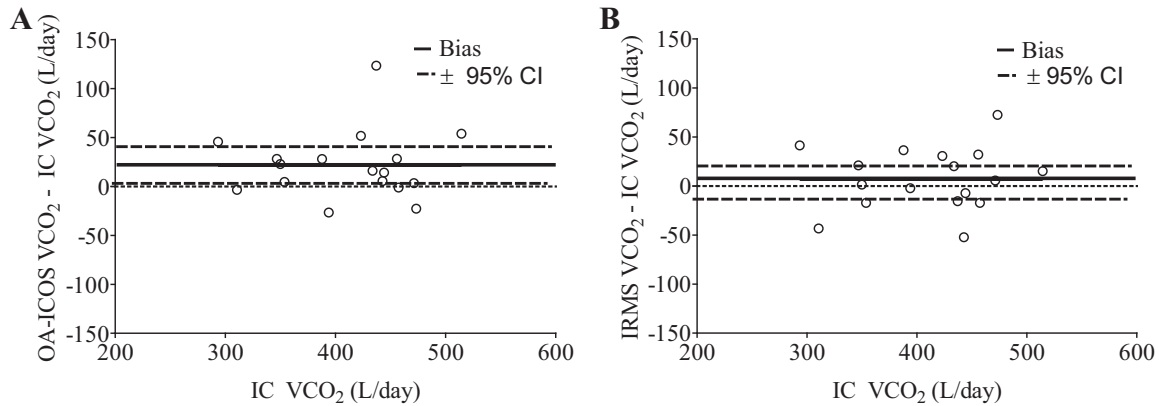 A
OA-ICOS VCO₂ - IC VCO₂ (L/day)
150
100
50
0
-50
-100
-150
200
300
400
500
600
IC VCO₂ (L/day)
Bias
± 95% CI
B
IRMS VCO₂ - IC VCO₂ (L/day)
150
100
50
0
-50
-100
-150
200
300
400
500
600
IC VCO₂ (L/day)
Bias
± 95% CI